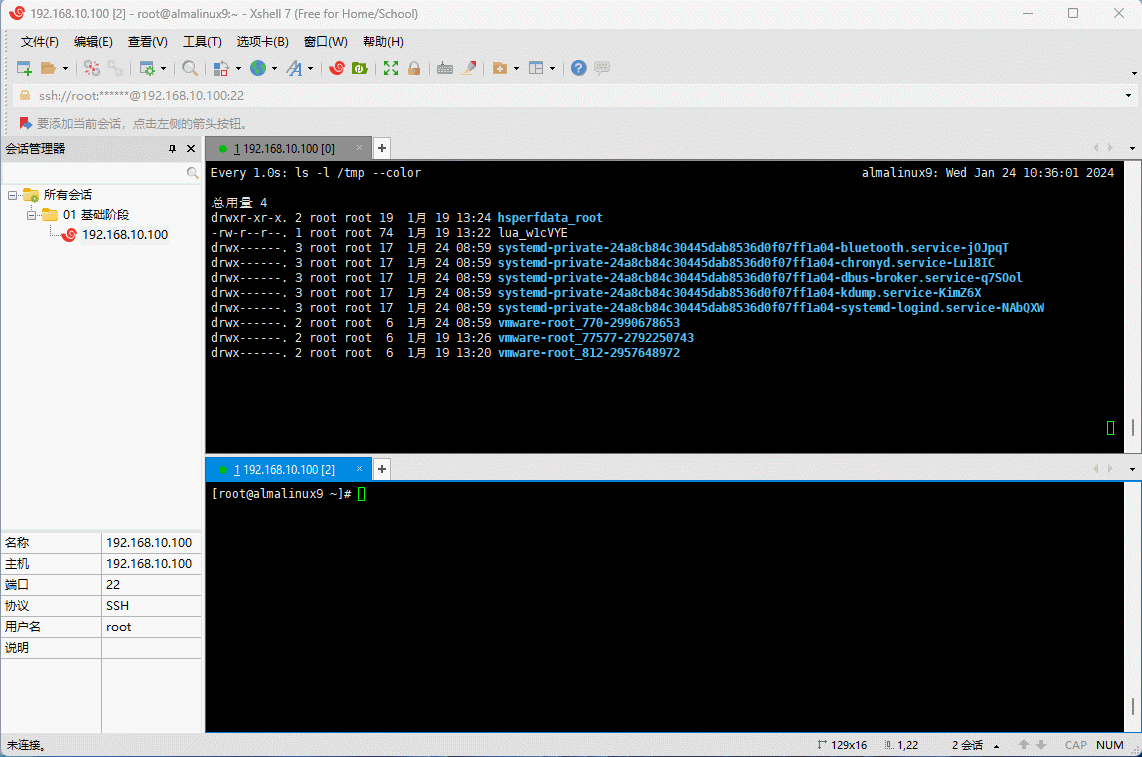 192.168.10.100 [2] - root@almalinux9:~ - Xshell 7 (Free for Home/School)
文件(F) 编辑(E) 查看(V) 工具(T) 选项卡(B) 窗口(W) 帮助(H)
ssh://root:******@192.168.10.100:22
要添加当前会话，点击左侧的箭头按钮。
会话管理器
所有会话
01 基础阶段
192.168.10.100
名称 192.168.10.100
主机 192.168.10.100
端口 22
协议 SSH
用户名 root
说明
1 192.168.10.100 [0] × +
Every 1.0s: ls -l /tmp --color almalinux9: Wed Jan 24 10:36:01 2024
总用量 4
drwxr-xr-x. 2 root root 19 1月 19 13:24 hsperfdata_root
-rw-r--r--. 1 root root 74 1月 19 13:22 lua_w1cVYE
drwx------. 3 root root 17 1月 24 08:59 systemd-private-24a8cb84c30445dab8536d0f07ff1a04-bluetooth.service-jOJpqT
drwx------. 3 root root 17 1月 24 08:59 systemd-private-24a8cb84c30445dab8536d0f07ff1a04-chronyd.service-Lu18IC
drwx------. 3 root root 17 1月 24 08:59 systemd-private-24a8cb84c30445dab8536d0f07ff1a04-dbus-broker.service-q7SOol
drwx------. 3 root root 17 1月 24 08:59 systemd-private-24a8cb84c30445dab8536d0f07ff1a04-kdump.service-KimZ6X
drwx------. 3 root root 17 1月 24 08:59 systemd-private-24a8cb84c30445dab8536d0f07ff1a04-systemd-logind.service-NAbQXW
drwx------. 2 root root 6 1月 24 08:59 vmware-root_770-2990678653
drwx------. 2 root root 6 1月 19 13:26 vmware-root_77577-2792250743
drwx------. 2 root root 6 1月 19 13:20 vmware-root_812-2957648972
1 192.168.10.100 [2] × +
[root@almalinux9 ~]#
未连接。 129x16 1,22 2 会话 CAP NUM